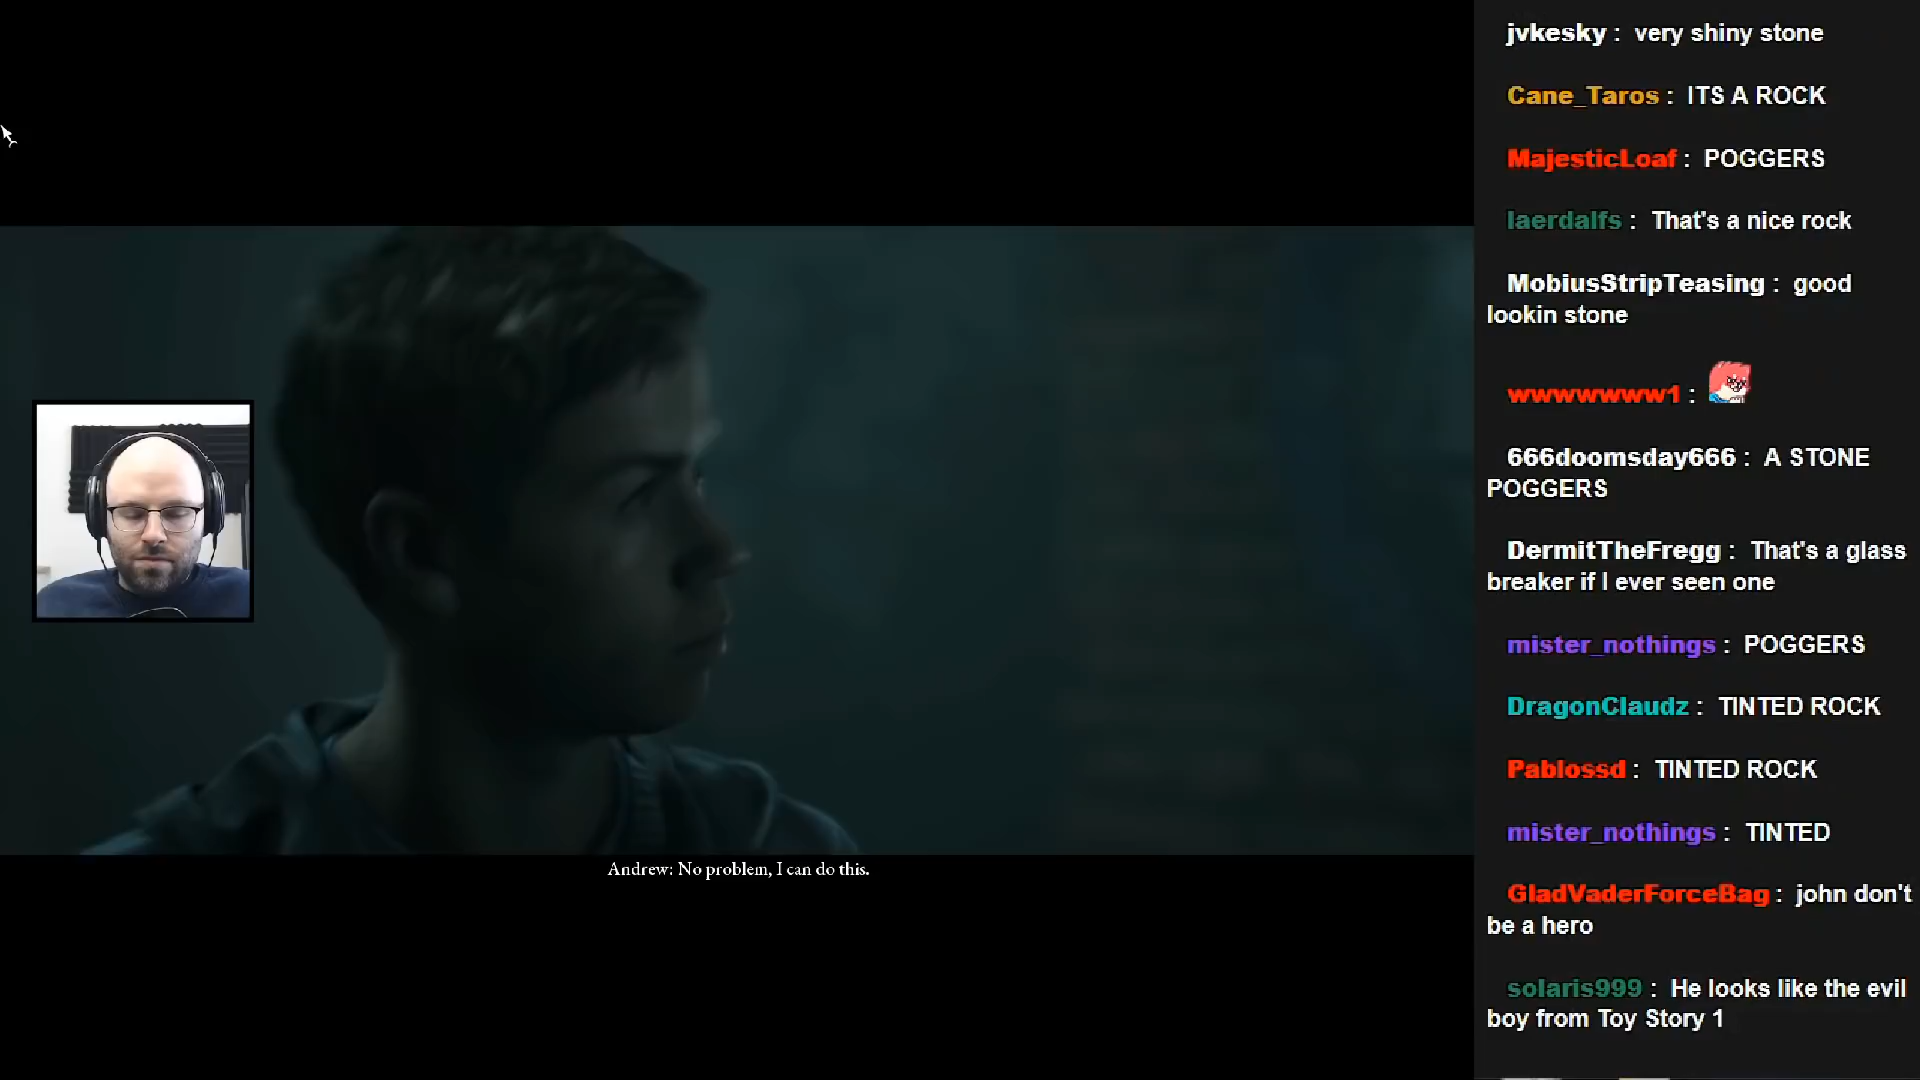 jvkesky : very shiny stone
Cane_Taros : ITS A ROCK
MajesticLoaf : POGGERS
laerdalfs : That's a nice rock
MobiusStripTeasing : good
lookin stone
wwwwwww1 :
666doomsday666 : A STONE
POGGERS
DermitTheFregg : That's a glass
breaker if I ever seen one
mister_nothings : POGGERS
DragonClaudz : TINTED ROCK
Pablossd : TINTED ROCK
mister_nothings : TINTED
GladVaderForceBag : john don't
be a hero
solaris999 : He looks like the evil
boy from Toy Story 1
Andrew: No problem, I can do this.